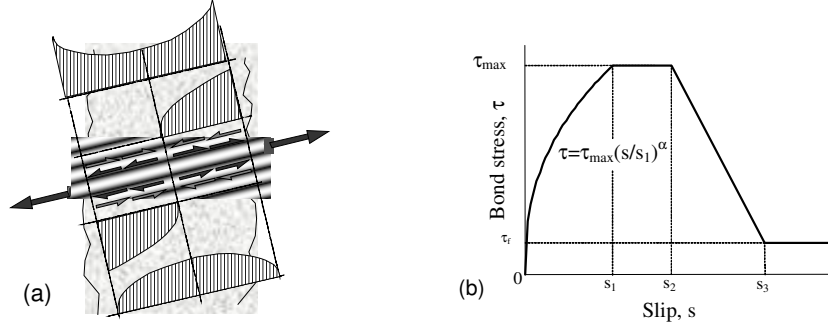 (a)
Bond stress, τ
τmax
τ=τmax(s/s1)^α
τf
0
s1
s2
s3
Slip, s
(b)